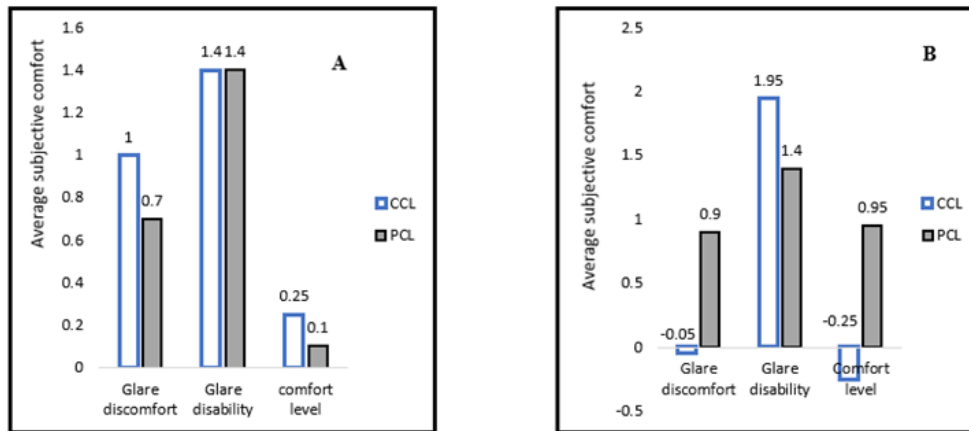 A
Average subjective comfort
1.6
1.4
1.2
1
0.8
0.6
0.4
0.2
0
1
0.7
1.4
1.4
0.25
0.1
Glare
discomfort
Glare
disability
comfort
level
CCL
PCL
B
Average subjective comfort
2.5
2
1.5
1
0.5
0
-0.5
-0.05
0.9
1.95
1.4
-0.25
0.95
Glare
discomfort
Glare
disability
Comfort
level
CCL
PCL